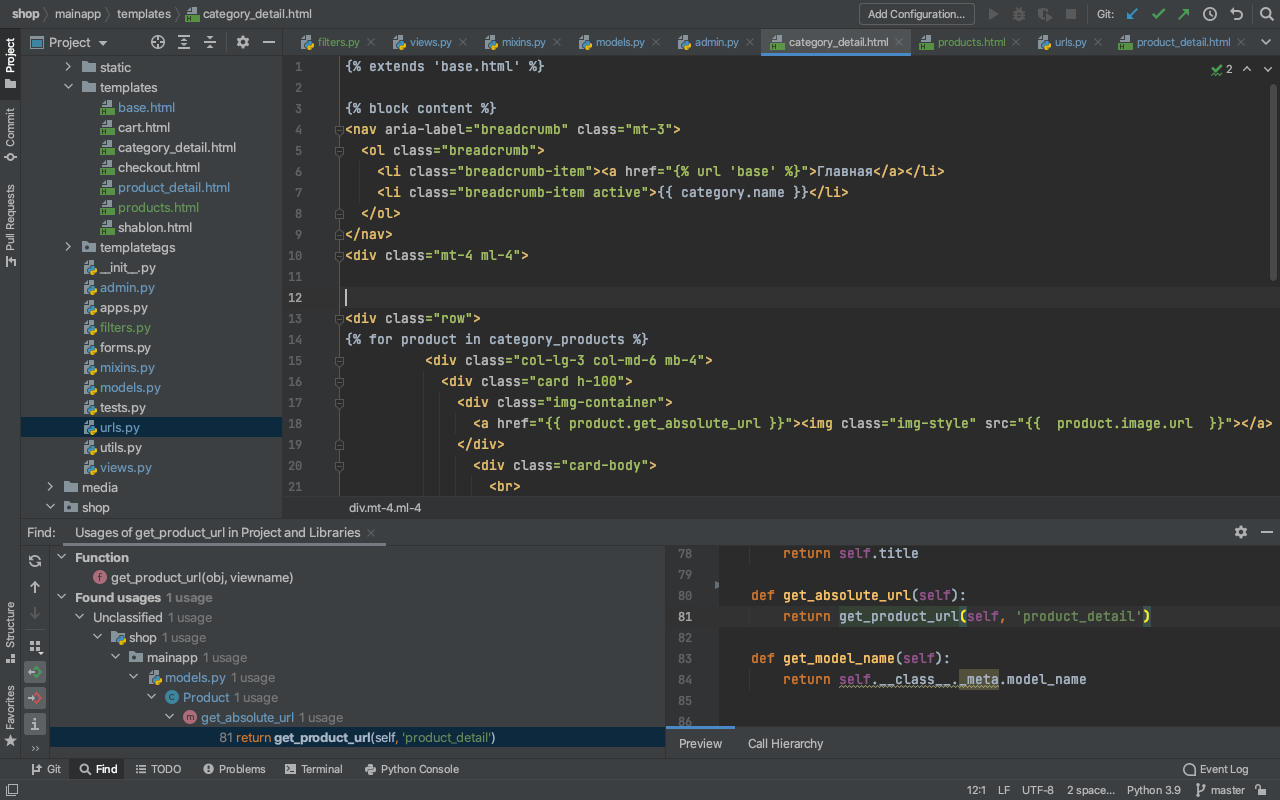 shop mainapp templates category_detail.html Add Configuration... Git:
Project filters.py views.py mixins.py models.py admin.py category_detail.html products.html urls.py product_detail.html
Project
Commit
Pull Requests
Structure
Favorites
static
templates
base.html
cart.html
category_detail.html
checkout.html
product_detail.html
products.html
shablon.html
templatetags
__init__.py
admin.py
apps.py
filters.py
forms.py
mixins.py
models.py
tests.py
urls.py
utils.py
views.py
media
shop
2
1 {% extends 'base.html' %}
2
3 {% block content %}
4 <nav aria-label="breadcrumb" class="mt-3">
5 <ol class="breadcrumb">
6 <li class="breadcrumb-item"><a href="{% url 'base' %}">Главная</a></li>
7 <li class="breadcrumb-item active">{{ category.name }}</li>
8 </ol>
9 </nav>
10 <div class="mt-4 ml-4">
11
12
13 <div class="row">
14 {% for product in category_products %}
15 <div class="col-lg-3 col-md-6 mb-4">
16 <div class="card h-100">
17 <div class="img-container">
18 <a href="{{ product.get_absolute_url }}"><img class="img-style" src="{{  product.image.url  }}"></a>
19 </div>
20 <div class="card-body">
21 <br>
div.mt-4.ml-4
Find: Usages of get_product_url in Project and Libraries
Function
get_product_url(obj, viewname)
Found usages 1 usage
Unclassified 1 usage
shop 1 usage
mainapp 1 usage
models.py 1 usage
Product 1 usage
get_absolute_url 1 usage
81 return get_product_url(self, 'product_detail')
78 return self.title
79
80 def get_absolute_url(self):
81 return get_product_url(self, 'product_detail')
82
83 def get_model_name(self):
84 return self.__class__._meta.model_name
85
86
Preview Call Hierarchy
Git Find TODO Problems Terminal Python Console Event Log
12:1 LF UTF-8 2 space... Python 3.9 master